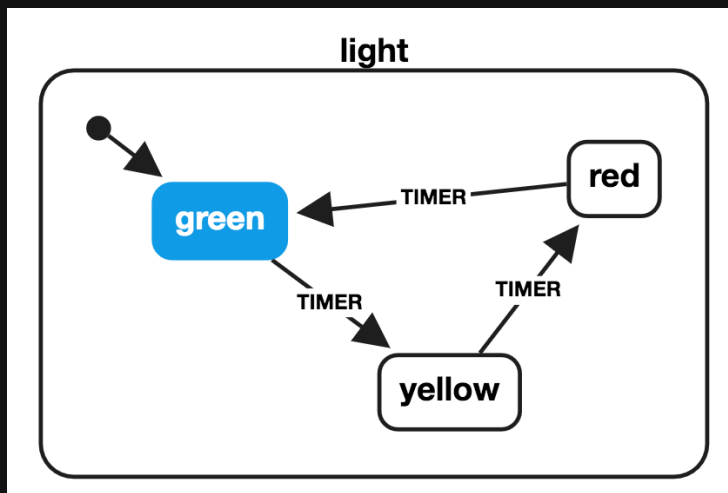 light
red
TIMER
green
TIMER
TIMER
yellow